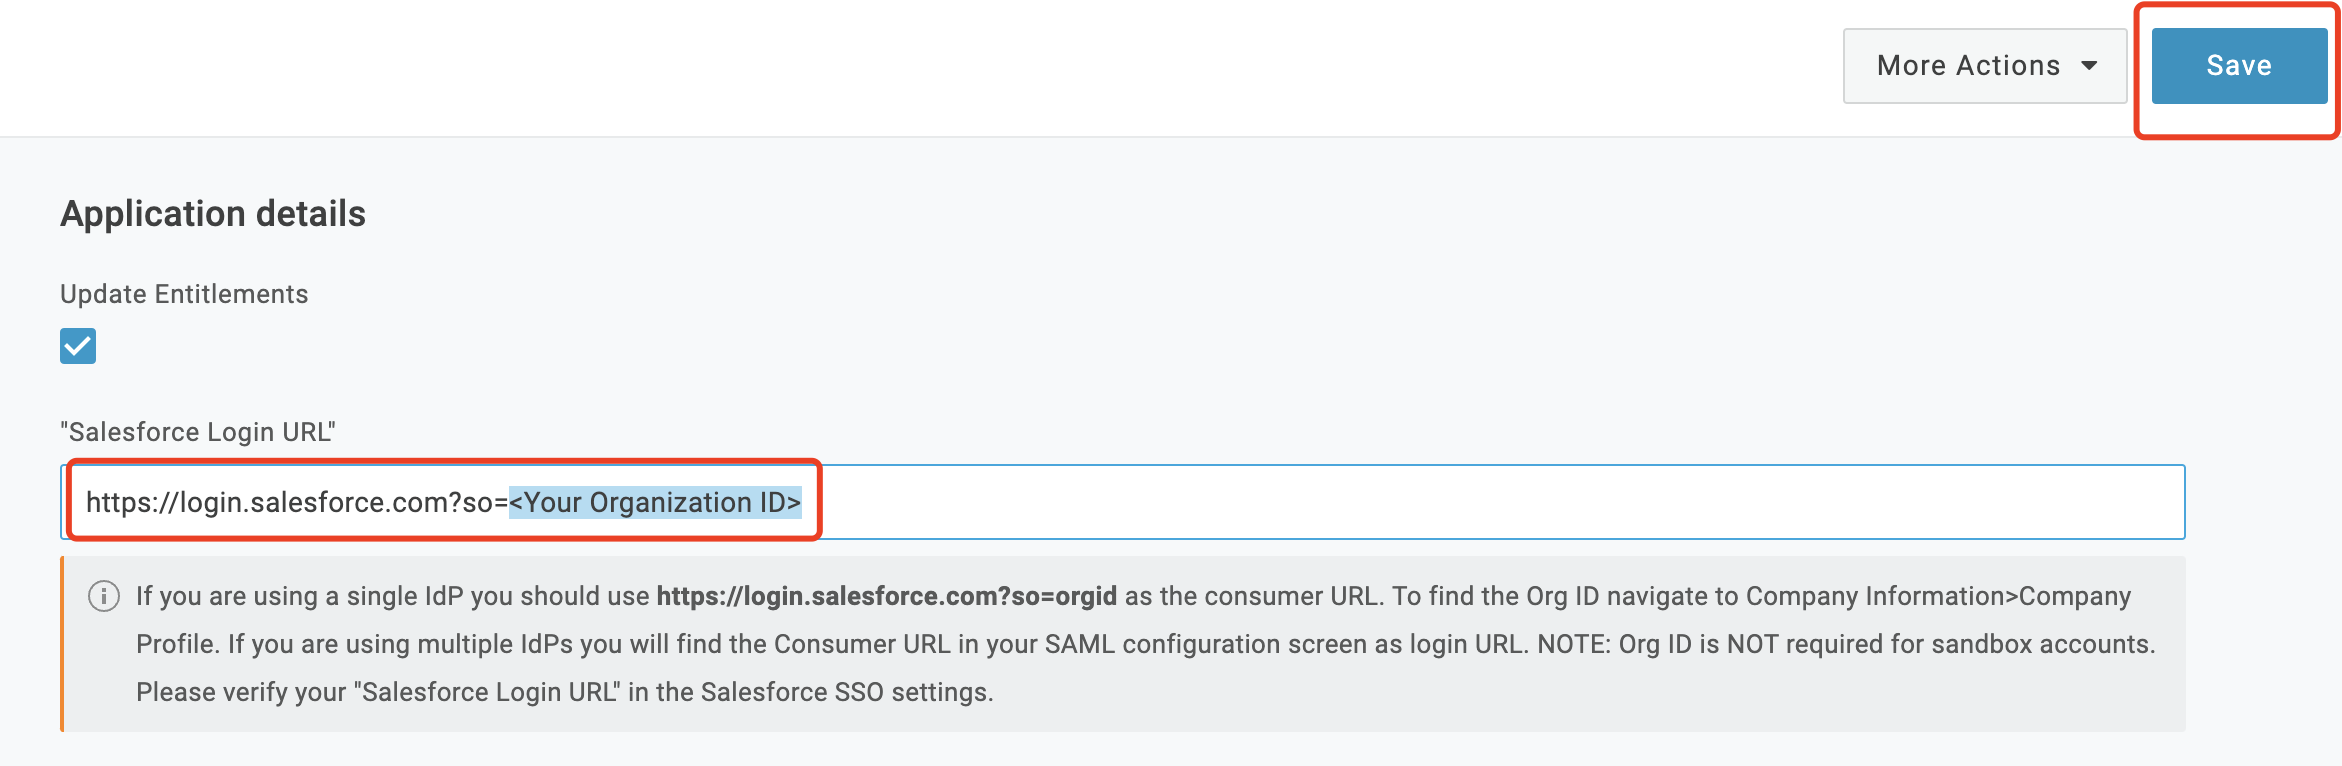 More Actions
Save
Application details
Update Entitlements
"Salesforce Login URL"
https://login.salesforce.com?so=<Your Organization ID>
If you are using a single IdP you should use https://login.salesforce.com?so=orgid as the consumer URL. To find the Org ID navigate to Company Information>Company
Profile. If you are using multiple IdPs you will find the Consumer URL in your SAML configuration screen as login URL. NOTE: Org ID is NOT required for sandbox accounts.
Please verify your "Salesforce Login URL" in the Salesforce SSO settings.